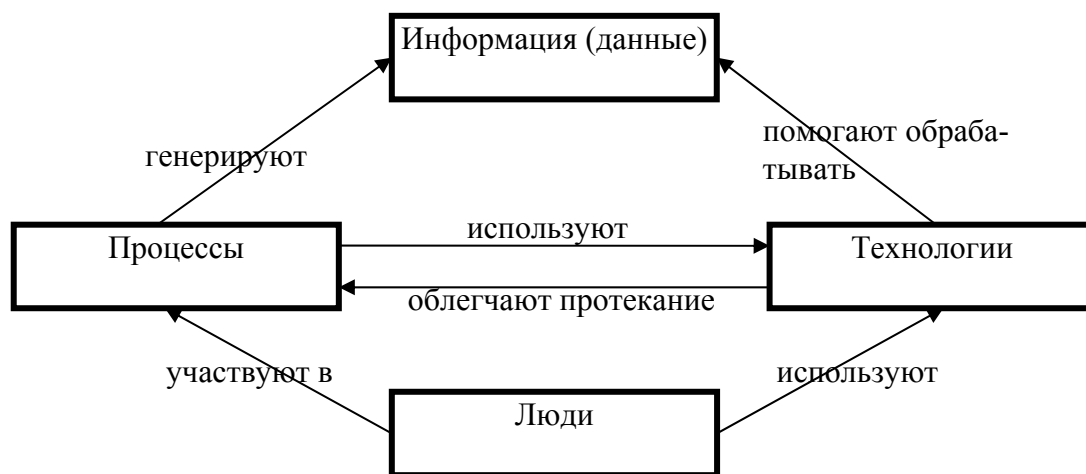 Информация (данные)
генерируют
помогают обраба-
тывать
Процессы
используют
Технологии
облегчают протекание
участвуют в
используют
Люди